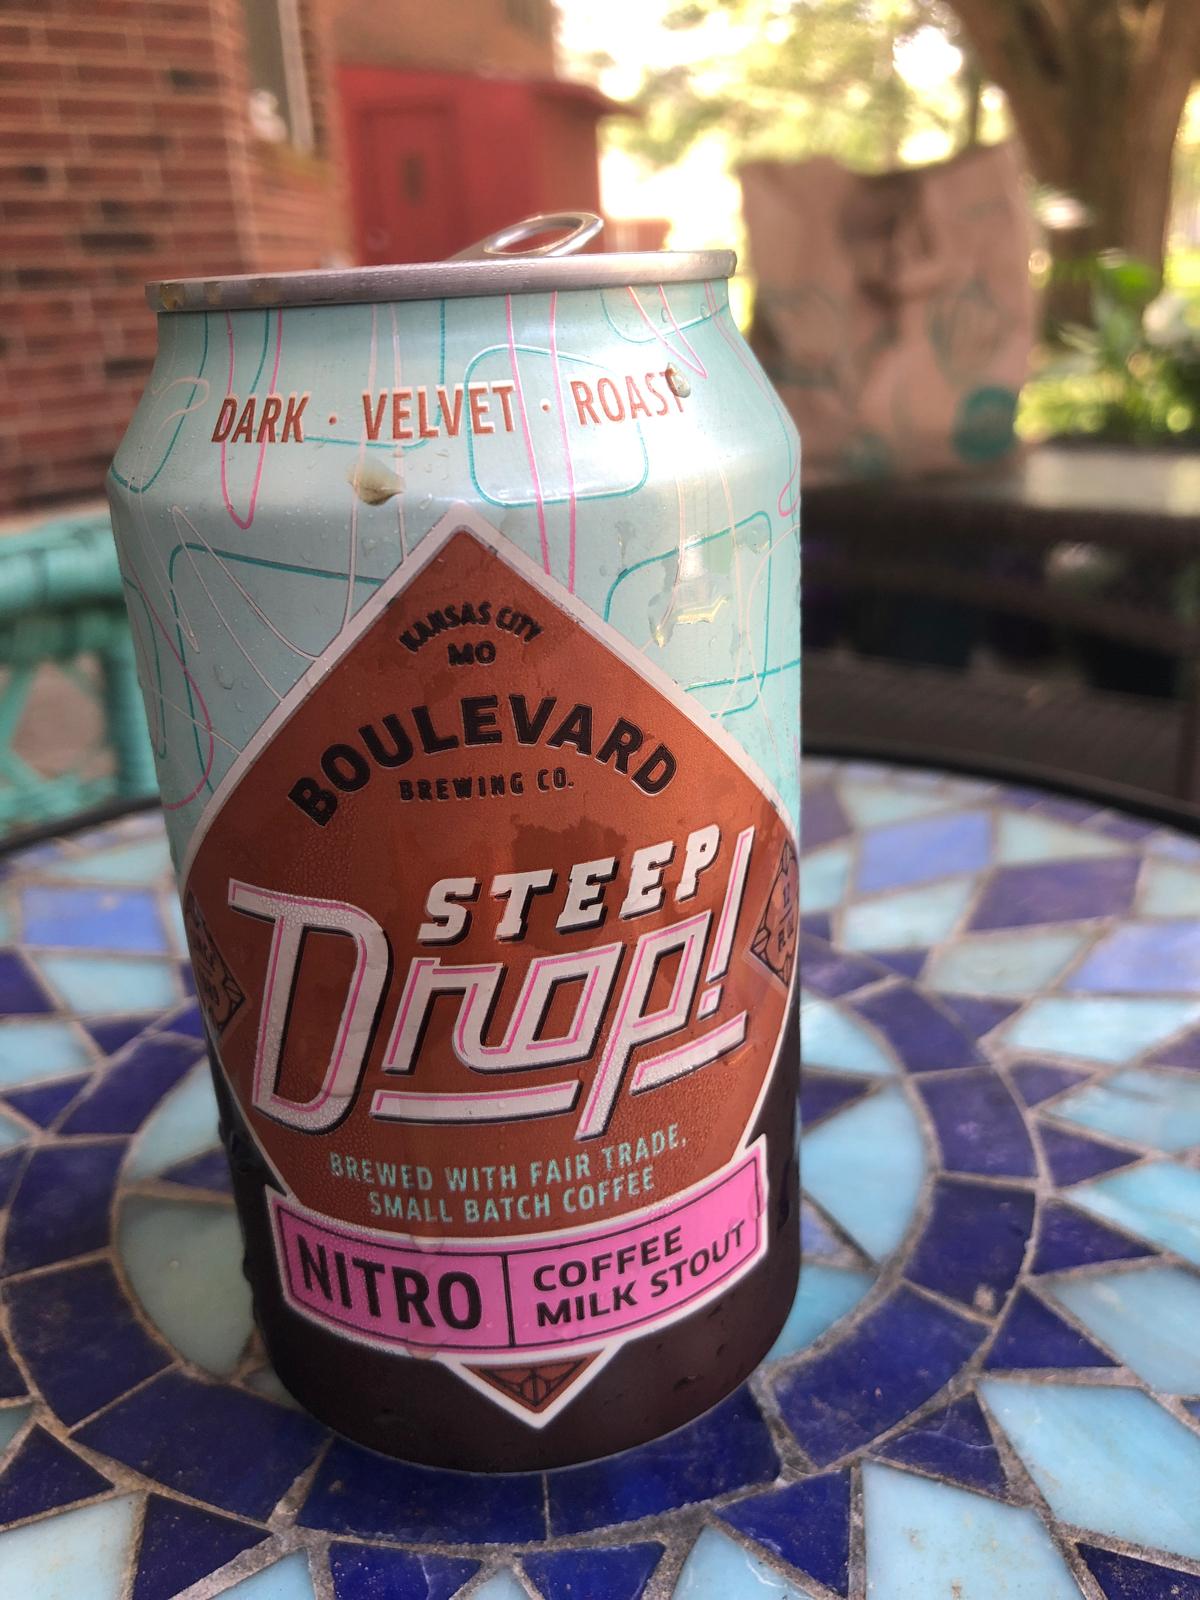 DARK · VELVET · ROAST
KANSAS CITY
MO
BOULEVARD
BREWING CO.
STEEP
Drop!
BREWED WITH FAIR TRADE,
SMALL BATCH COFFEE
NITRO
COFFEE
MILK STOUT